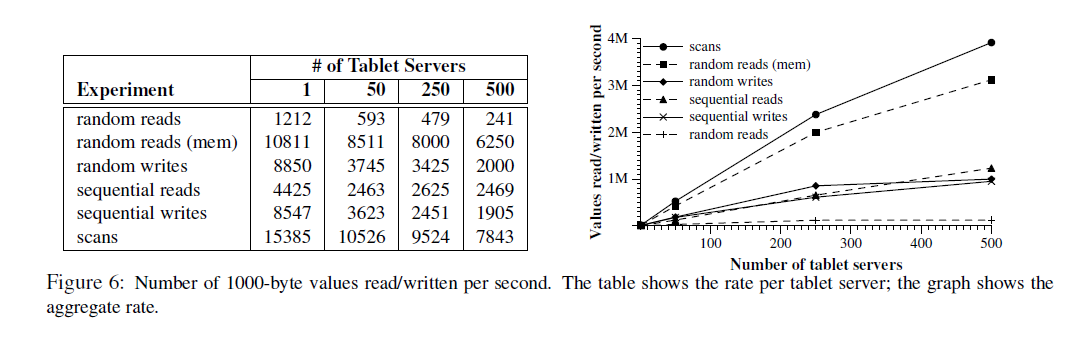 # of Tablet Servers
Experiment 1 50 250 500
random reads 1212 593 479 241
random reads (mem) 10811 8511 8000 6250
random writes 8850 3745 3425 2000
sequential reads 4425 2463 2625 2469
sequential writes 8547 3623 2451 1905
scans 15385 10526 9524 7843
Values read/written per second
4M
3M
2M
1M
scans
random reads (mem)
random writes
sequential reads
sequential writes
random reads
100 200 300 400 500
Number of tablet servers
Figure 6: Number of 1000-byte values read/written per second. The table shows the rate per tablet server; the graph shows the
aggregate rate.